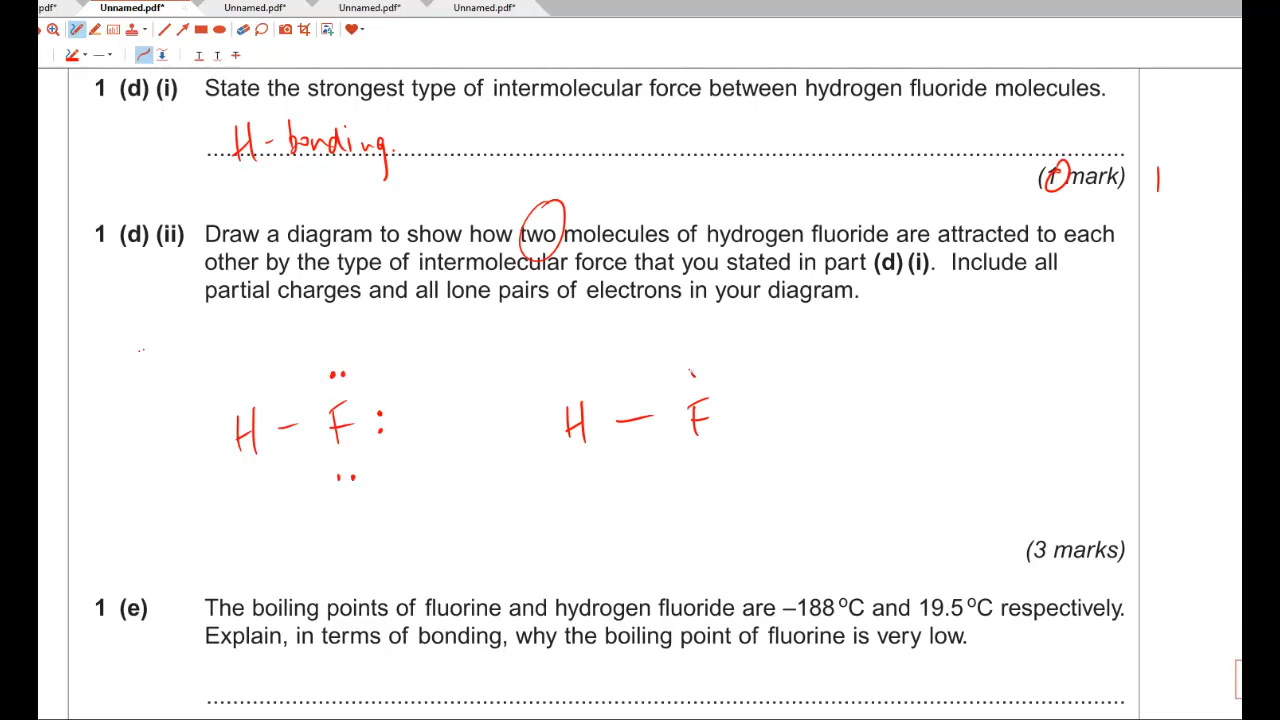 pdf*
Unnamed.pdf*
Unnamed.pdf*
Unnamed.pdf*
Unnamed.pdf*
1 (d) (i) State the strongest type of intermolecular force between hydrogen fluoride molecules.
H-bonding.
(1 mark) 1
1 (d) (ii) Draw a diagram to show how two molecules of hydrogen fluoride are attracted to each
other by the type of intermolecular force that you stated in part (d) (i). Include all
partial charges and all lone pairs of electrons in your diagram.
H - F : H - F
(3 marks)
1 (e) The boiling points of fluorine and hydrogen fluoride are –188 °C and 19.5 °C respectively.
Explain, in terms of bonding, why the boiling point of fluorine is very low.